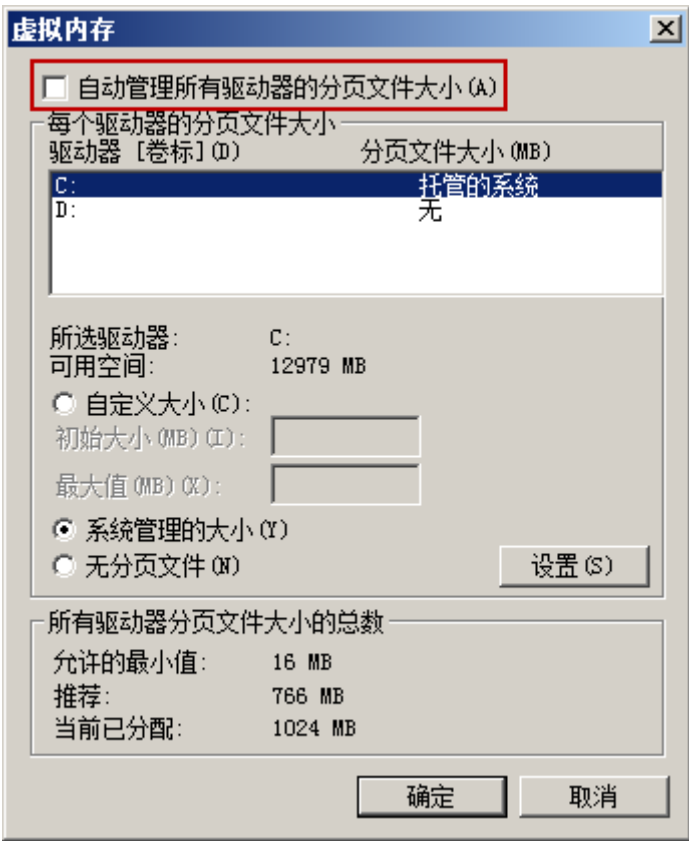 虚拟内存
自动管理所有驱动器的分页文件大小(A)
每个驱动器的分页文件大小
驱动器 [卷标](D) 分页文件大小(MB)
C: 托管的系统
D: 无
所选驱动器: C:
可用空间: 12979 MB
自定义大小(C):
初始大小(MB)(I):
最大值(MB)(X):
系统管理的大小(Y)
无分页文件(N)
设置(S)
所有驱动器分页文件大小的总数
允许的最小值: 16 MB
推荐: 766 MB
当前已分配: 1024 MB
确定 取消